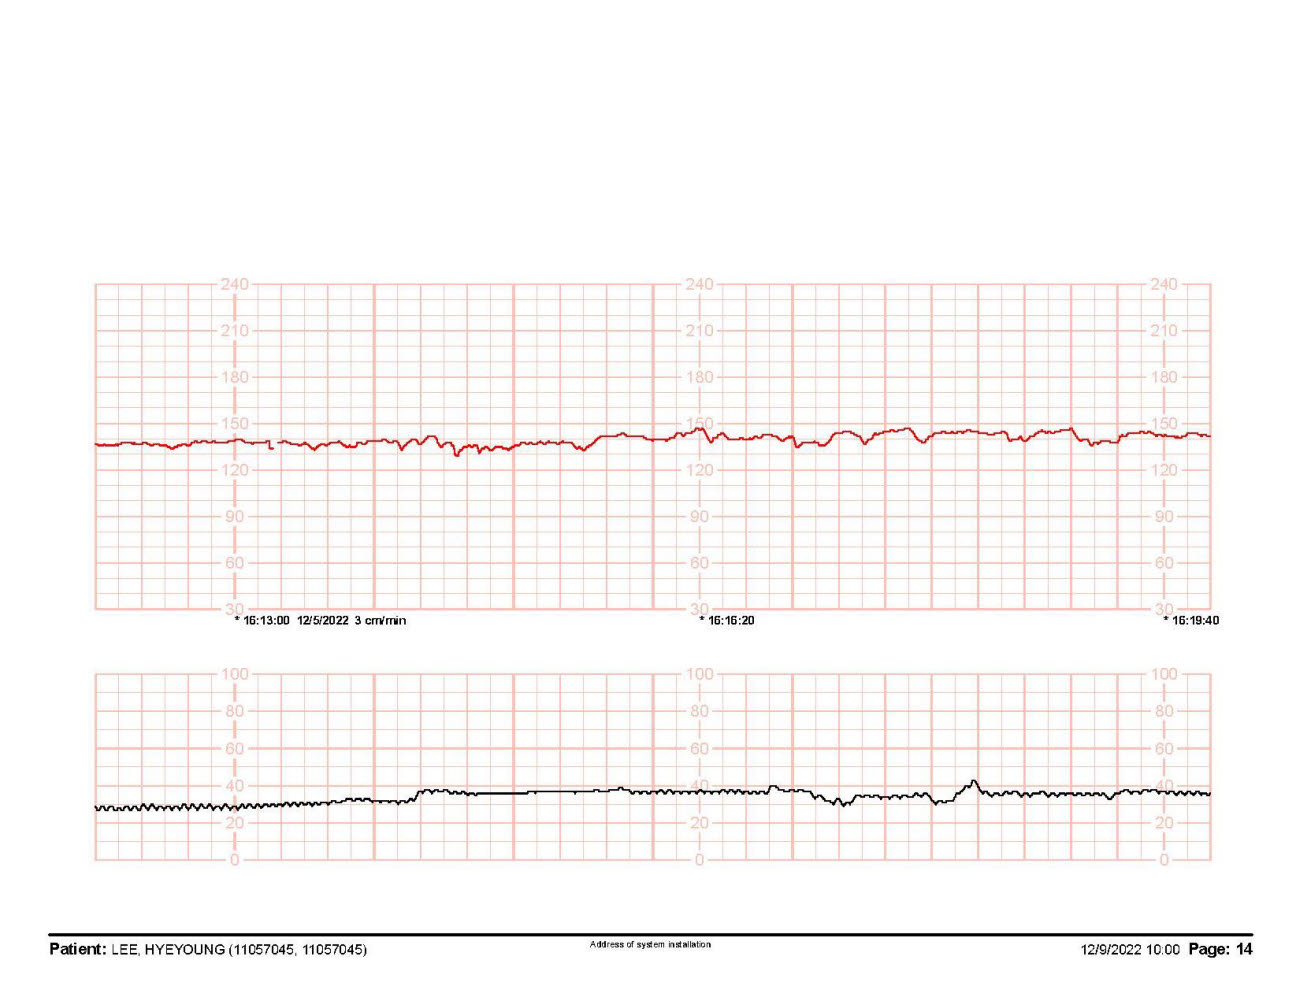 240 240 240
210 210 210
180 180 180
150 150 150
120 120 120
90 90 90
60 60 60
30 30 30
* 16:13:00 12/5/2022 3 cm/min * 16:16:20 * 16:19:40
100 100 100
80 80 80
60 60 60
40 40 40
20 20 20
0 0 0
Patient: LEE, HYEYOUNG (11057045, 11057045) Address of system installation 12/9/2022 10:00 Page: 14